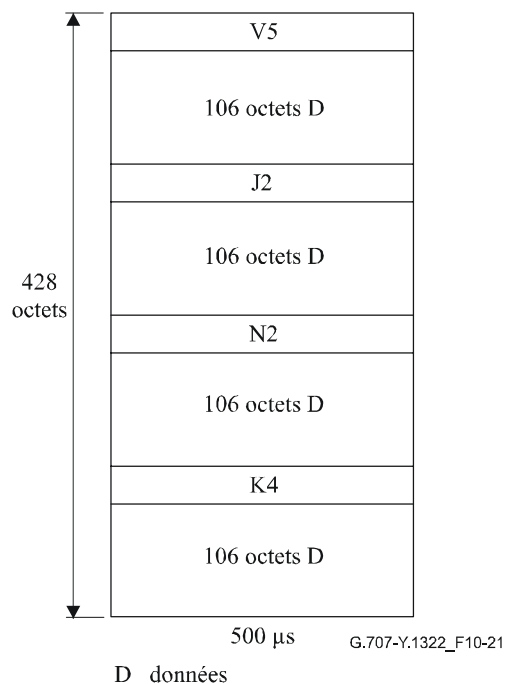 V5
106 octets D
J2
106 octets D
428
octets
N2
106 octets D
K4
106 octets D
500 µs
G.707-Y.1322_F10-21
D données